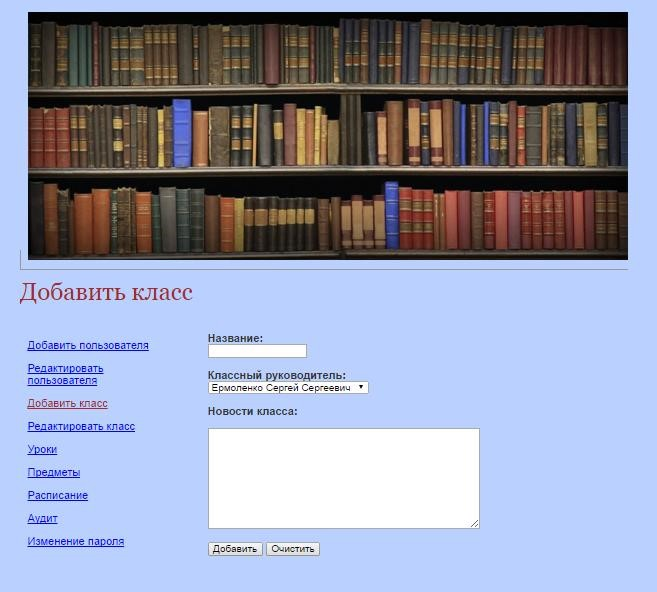 Добавить класс
Добавить пользователя
Редактировать
пользователя
Добавить класс
Редактировать класс
Уроки
Предметы
Расписание
Аудит
Изменение пароля
Название:
Классный руководитель:
Ермоленко Сергей Сергеевич
Новости класса:
Добавить Очистить